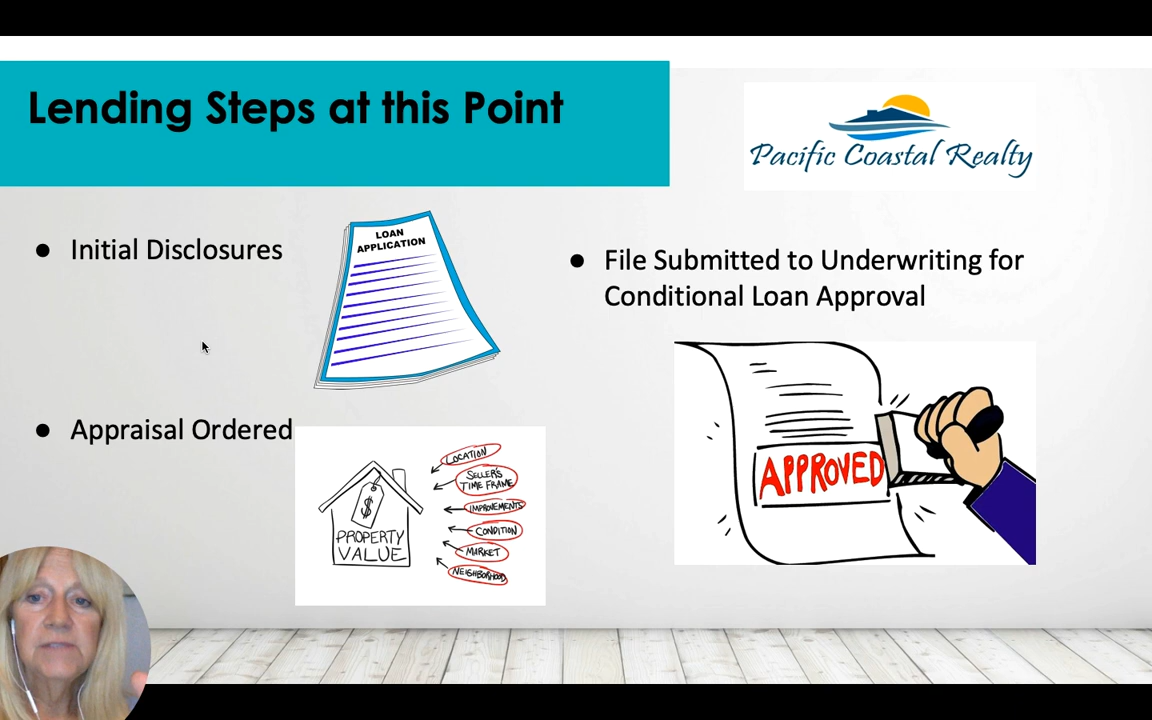 Lending Steps at this Point
Pacific Coastal Realty
● Initial Disclosures
LOAN
APPLICATION
● File Submitted to Underwriting for
Conditional Loan Approval
APPROVED
● Appraisal Ordered
$
PROPERTY
VALUE
LOCATION
SELLER'S
TIME FRAME
IMPROVEMENTS
CONDITION
MARKET
NEIGHBORHOOD